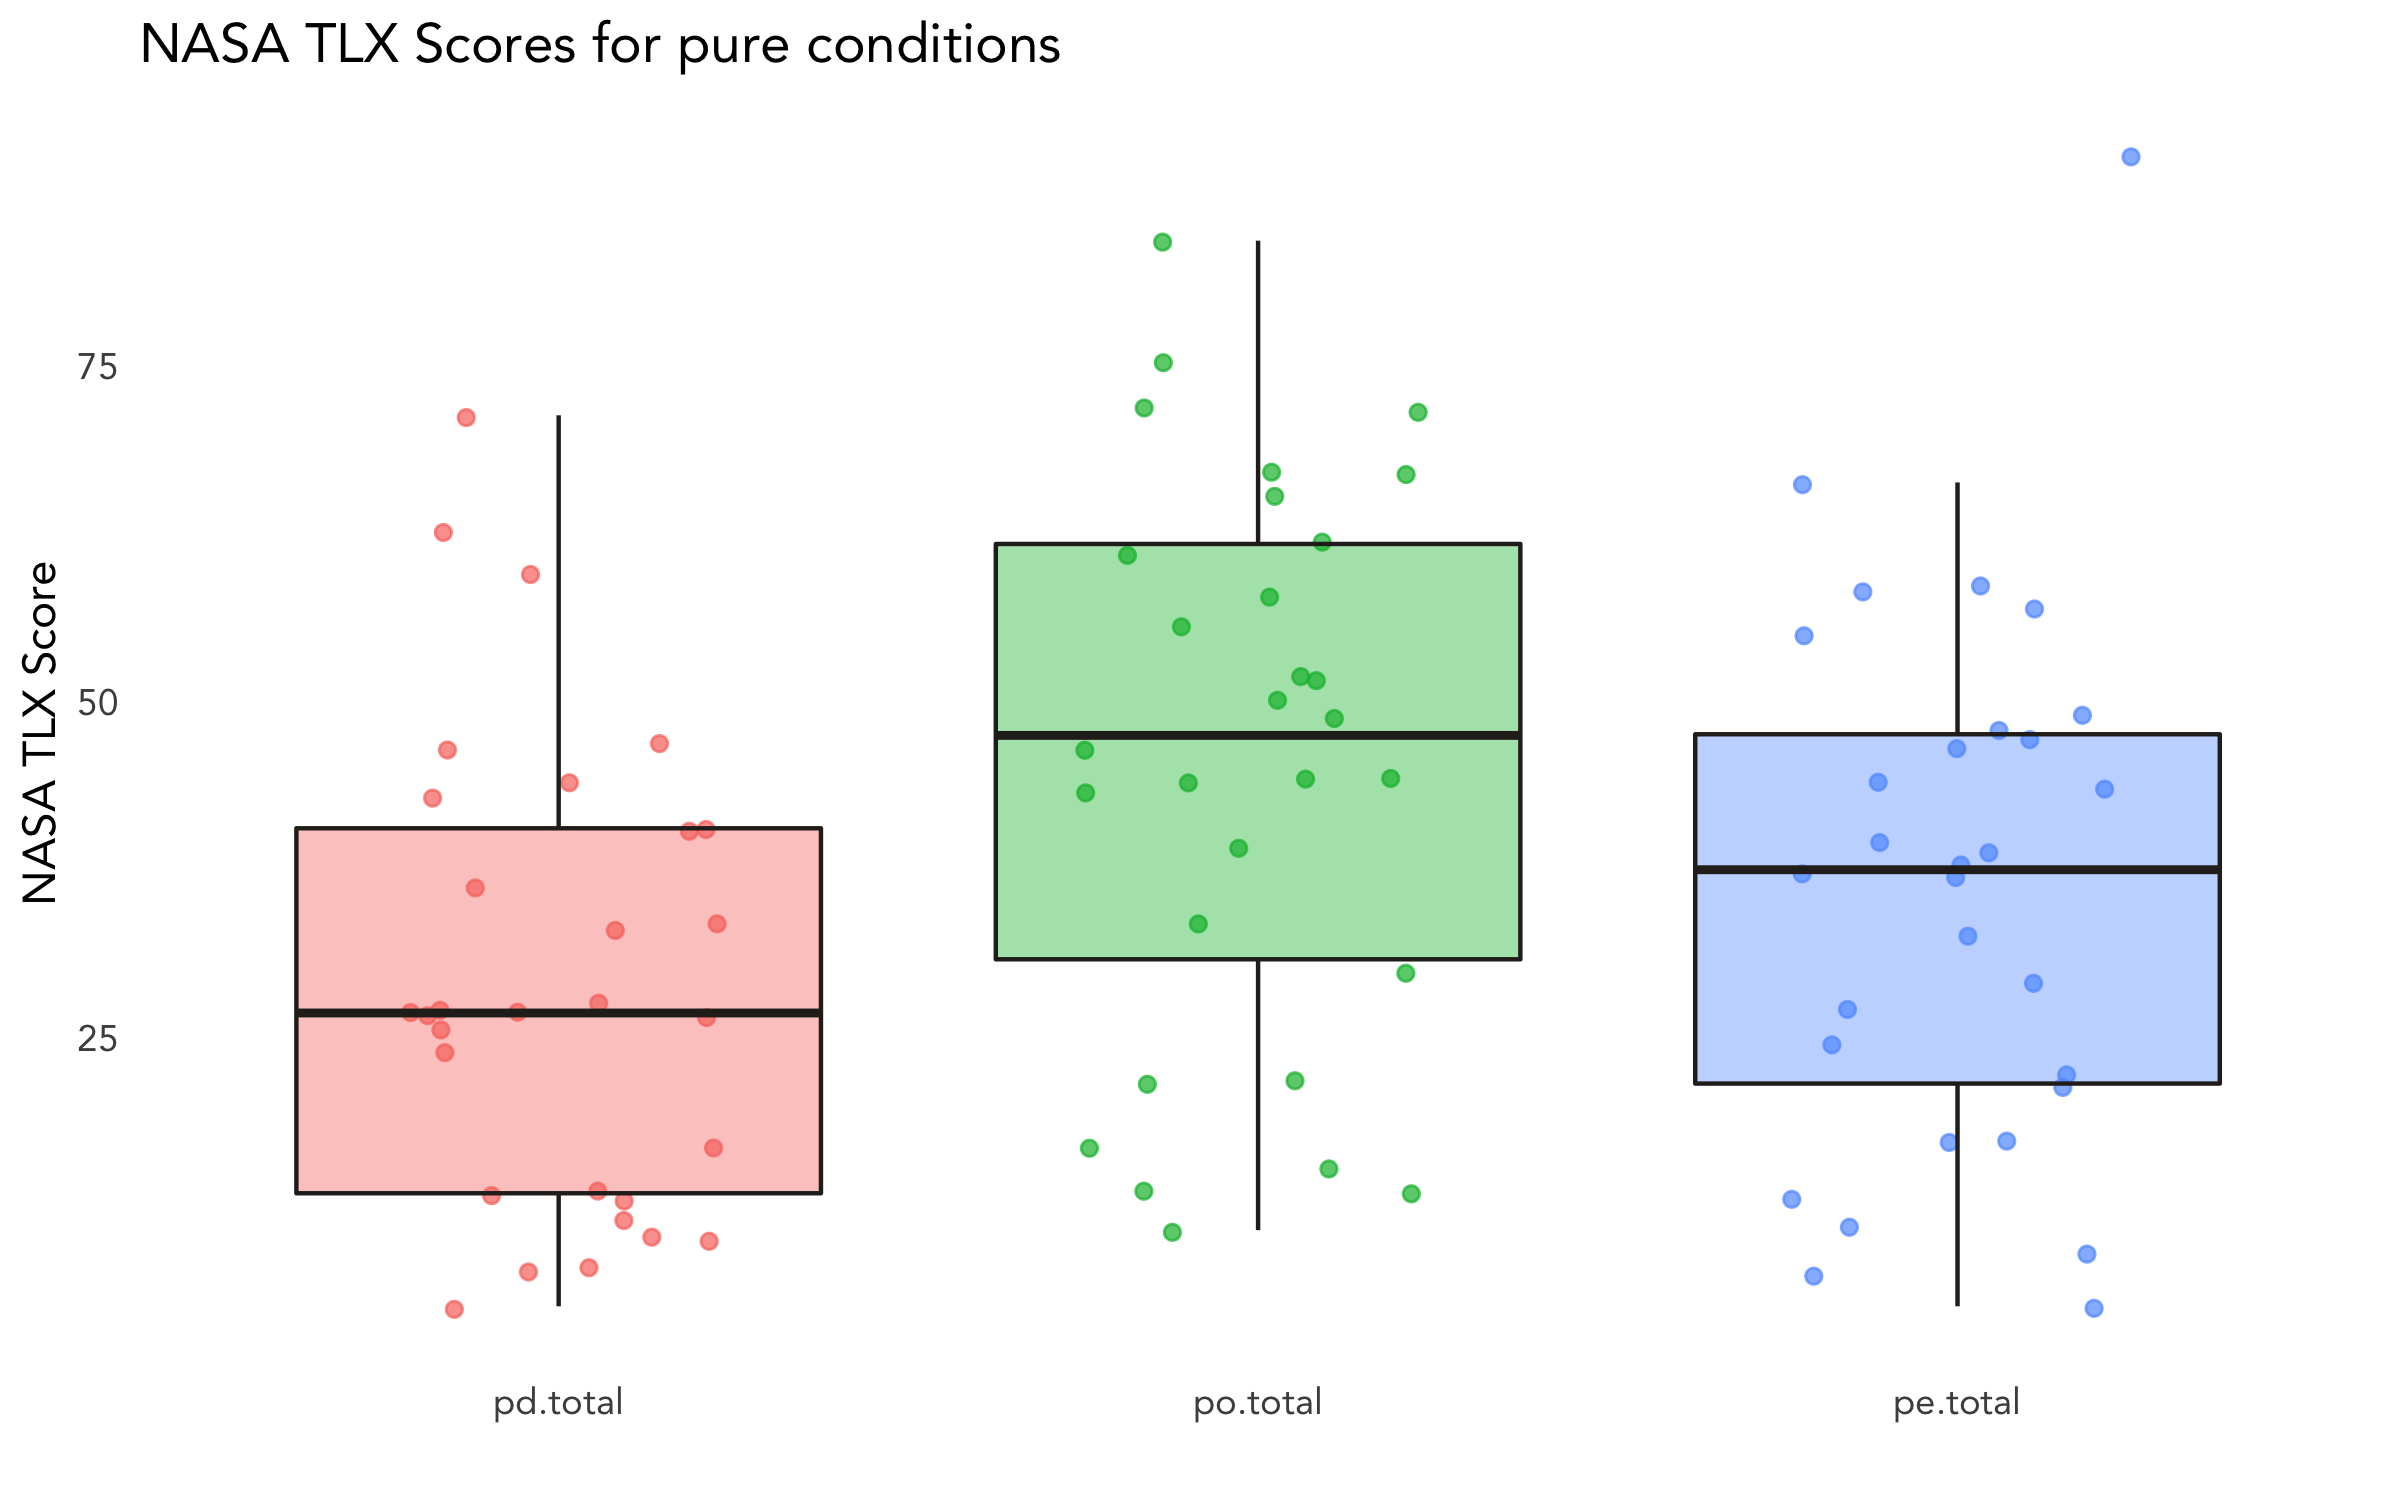 NASA TLX Scores for pure conditions
NASA TLX Score
75
50
25
pd.total
po.total
pe.total